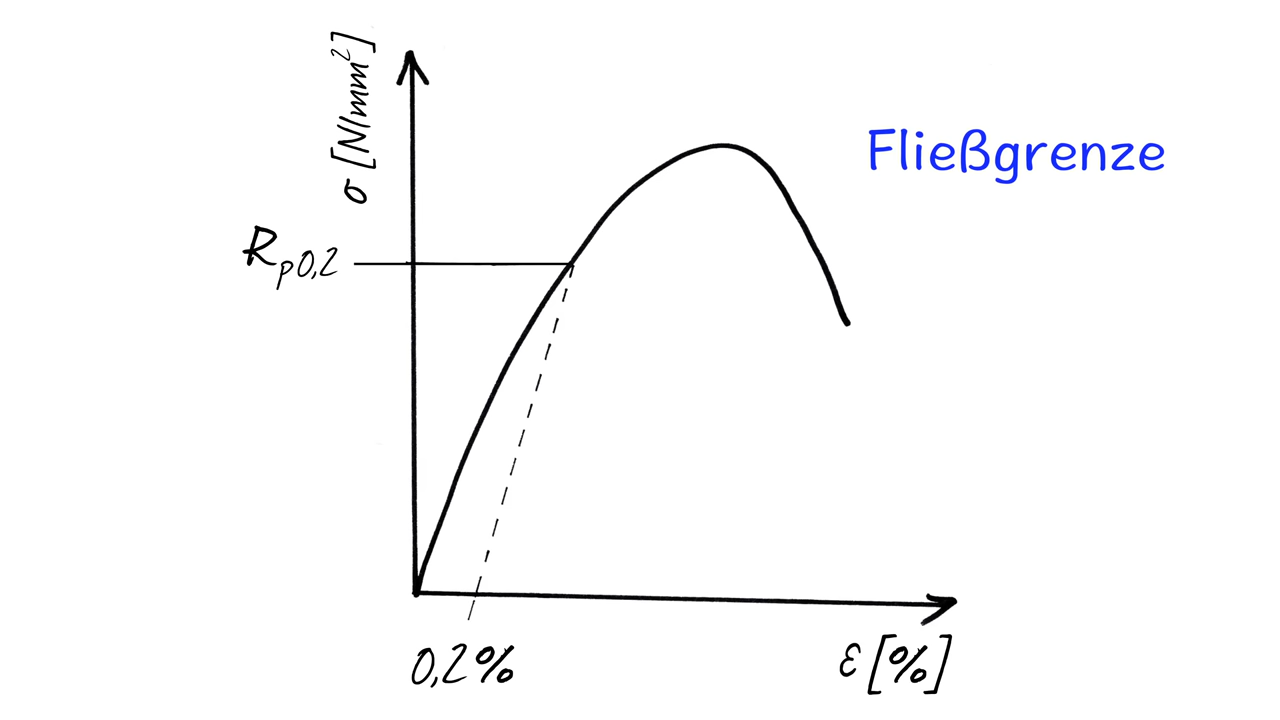 σ [N/mm²]
Fließgrenze
Rp0,2
0,2%
ε [%]